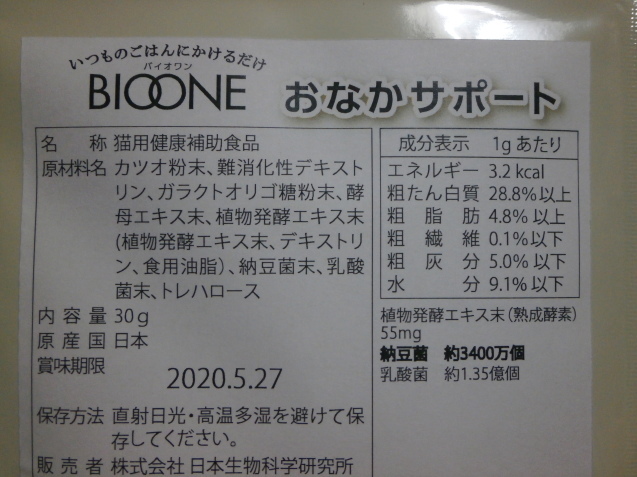 いつものごはんにかけるだけ
バイオワン
BIOONE おなかサポート
名称 猫用健康補助食品
原材料名 カツオ粉末、難消化性デキスト
リン、ガラクトオリゴ糖粉末、酵
母エキス末、植物発酵エキス末
(植物発酵エキス末、デキストリ
ン、食用油脂)、納豆菌末、乳酸
菌末、トレハロース
内容量 30g
原産国 日本
賞味期限
2020.5.27
保存方法 直射日光・高温多湿を避けて保
存してください。
販売者 株式会社 日本生物科学研究所
成分表示 1gあたり
エネルギー 3.2 kcal
粗たん白質 28.8%以上
粗脂肪 4.8%以上
粗繊維 0.1%以下
粗灰分 5.0%以下
水分 9.1%以下
植物発酵エキス末(熟成酵素)
55mg
納豆菌 約3400万個
乳酸菌 約1.35億個